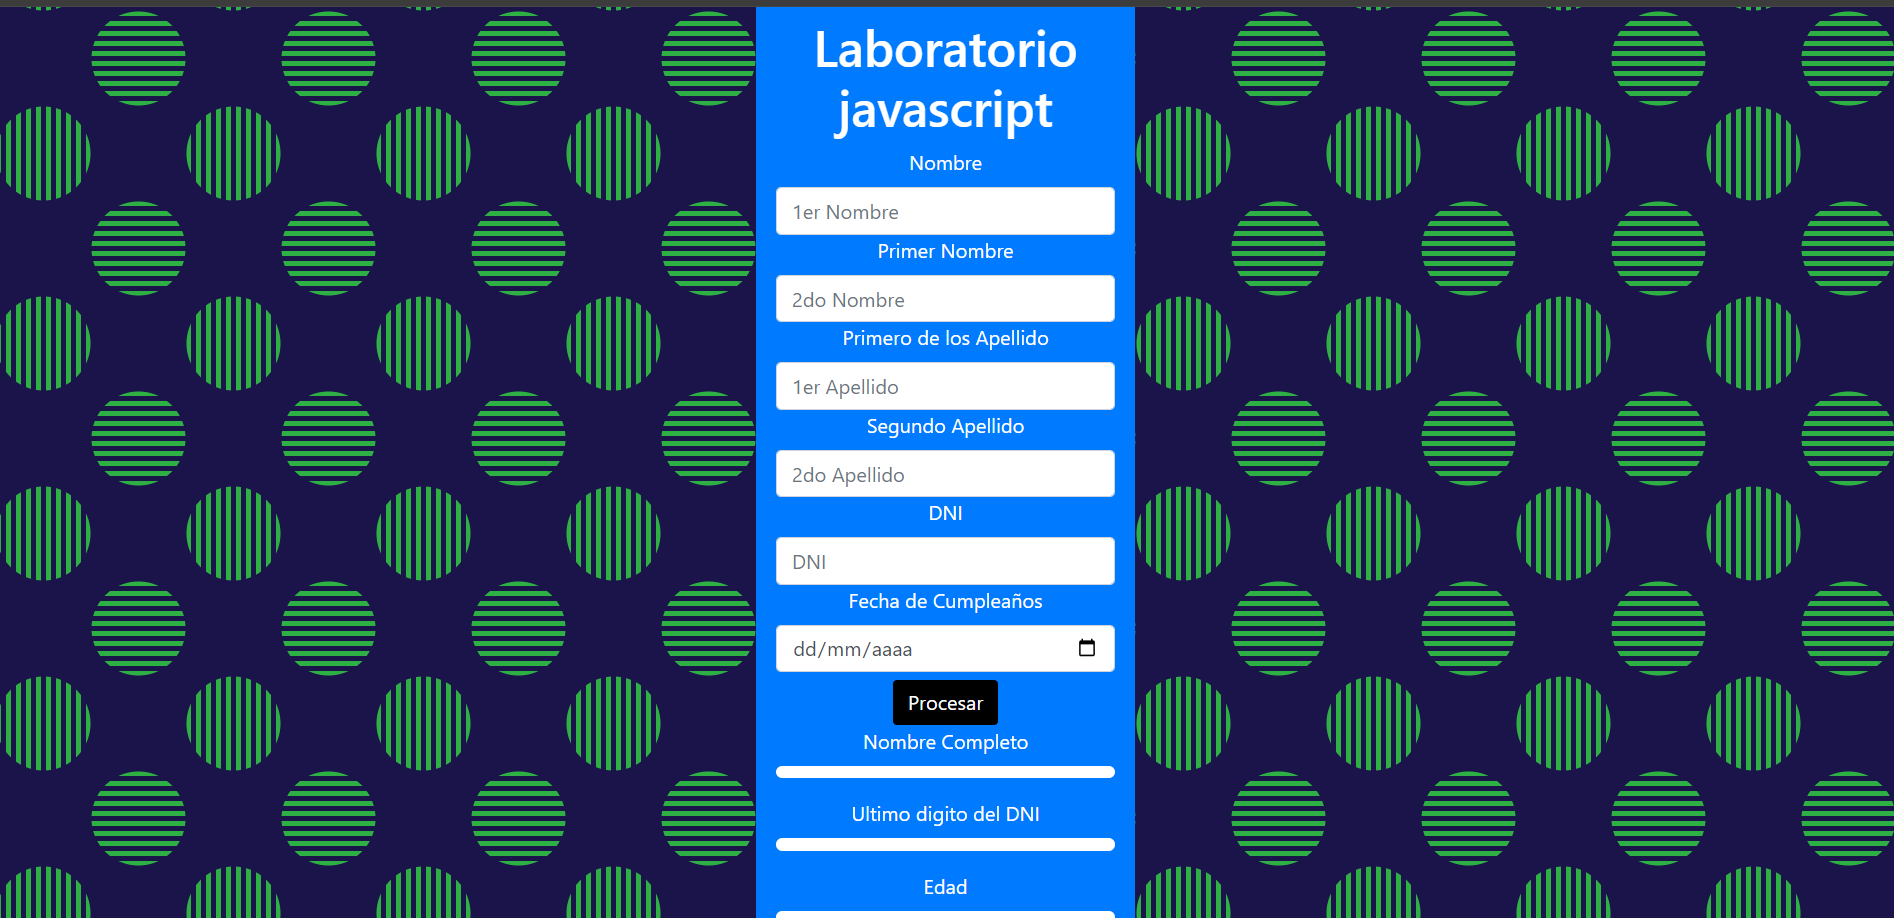 Laboratorio
javascript
Nombre
1er Nombre
Primer Nombre
2do Nombre
Primero de los Apellido
1er Apellido
Segundo Apellido
2do Apellido
DNI
DNI
Fecha de Cumpleaños
dd/mm/aaaa
Procesar
Nombre Completo
Ultimo digito del DNI
Edad